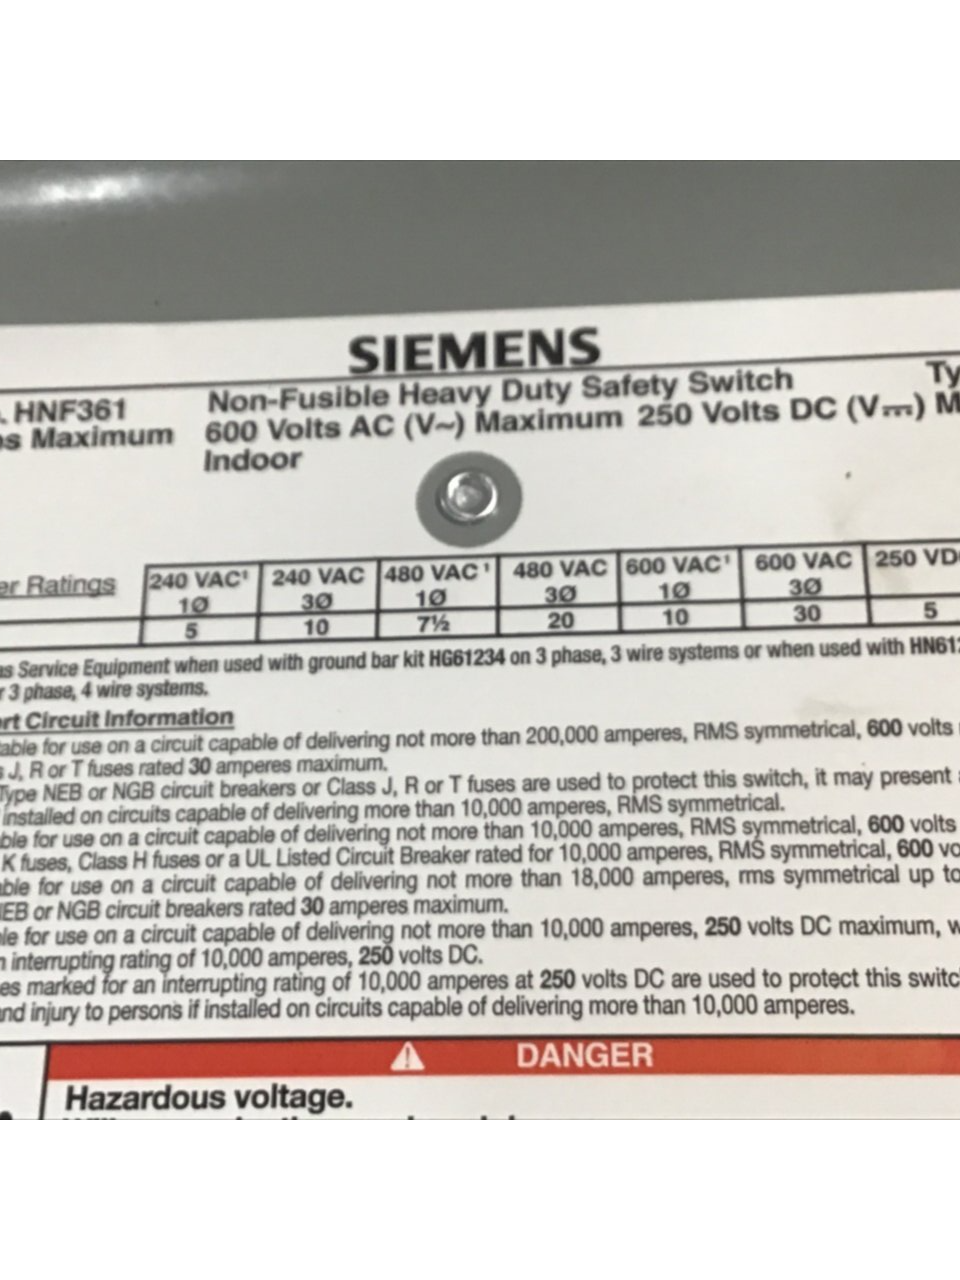 SIEMENS
. HNF361 Non-Fusible Heavy Duty Safety Switch Ty
s Maximum 600 Volts AC (V~) Maximum 250 Volts DC (V⎓) M
Indoor
er Ratings 240 VAC¹ 240 VAC 480 VAC¹ 480 VAC 600 VAC¹ 600 VAC 250 VD
1Ø 3Ø 1Ø 3Ø 1Ø 3Ø
5 10 7½ 20 10 30 5
as Service Equipment when used with ground bar kit HG61234 on 3 phase, 3 wire systems or when used with HN612
r 3 phase, 4 wire systems.
ort Circuit Information
able for use on a circuit capable of delivering not more than 200,000 amperes, RMS symmetrical, 600 volts
s J, R or T fuses rated 30 amperes maximum.
Type NEB or NGB circuit breakers or Class J, R or T fuses are used to protect this switch, it may present
installed on circuits capable of delivering more than 10,000 amperes, RMS symmetrical.
ble for use on a circuit capable of delivering not more than 10,000 amperes, RMS symmetrical, 600 volts
K fuses, Class H fuses or a UL Listed Circuit Breaker rated for 10,000 amperes, RMS symmetrical, 600 vo
able for use on a circuit capable of delivering not more than 18,000 amperes, rms symmetrical up to
NEB or NGB circuit breakers rated 30 amperes maximum.
le for use on a circuit capable of delivering not more than 10,000 amperes, 250 volts DC maximum, w
n interrupting rating of 10,000 amperes, 250 volts DC.
es marked for an interrupting rating of 10,000 amperes at 250 volts DC are used to protect this switc
and injury to persons if installed on circuits capable of delivering more than 10,000 amperes.
DANGER
Hazardous voltage.